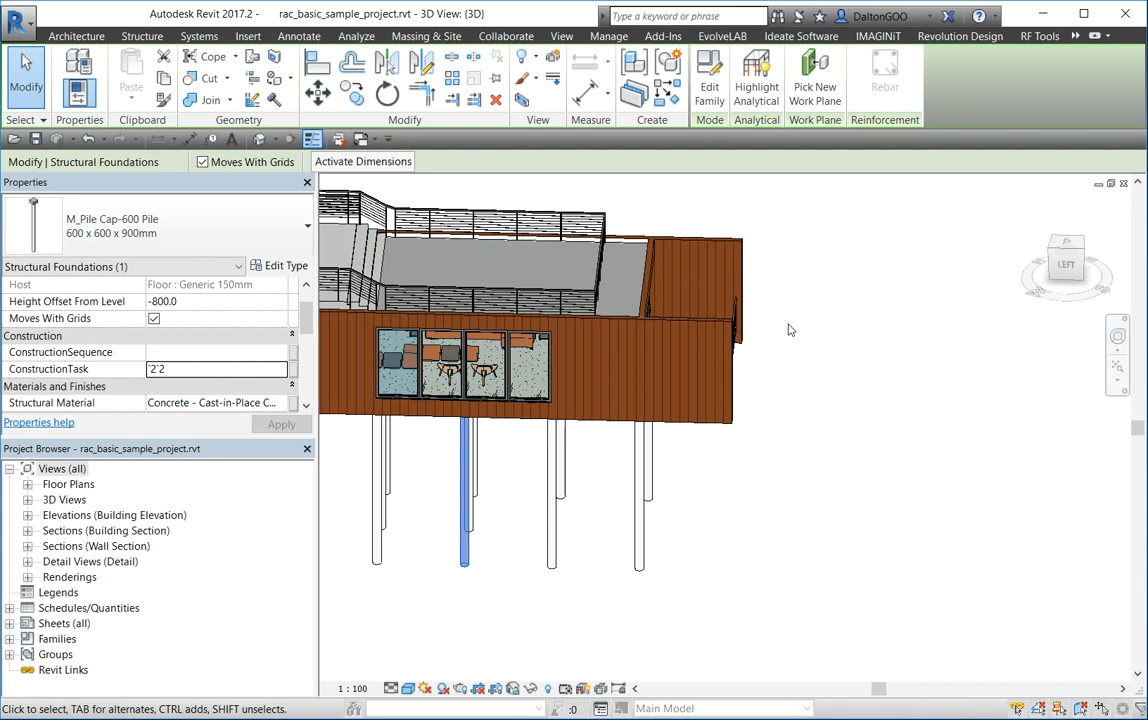 Autodesk Revit 2017.2 - rac_basic_sample_project.rvt - 3D View: {3D}
Type a keyword or phrase
DaltonGOO
Architecture Structure Systems Insert Annotate Analyze Massing & Site Collaborate View Manage Add-Ins EvolveLAB Ideate Software IMAGINiT Revolution Design RF Tools
Modify
Paste
Cope
Cut
Join
Edit Family
Highlight Analytical
Pick New Work Plane
Rebar
Select Properties Clipboard Geometry Modify View Measure Create Mode Analytical Work Plane Reinforcement
Modify | Structural Foundations
Moves With Grids
Activate Dimensions
Properties
M_Pile Cap-600 Pile
600 x 600 x 900mm
Structural Foundations (1)
Edit Type
Host Floor : Generic 150mm
Height Offset From Level -800.0
Moves With Grids
Construction
ConstructionSequence
ConstructionTask `2`2
Materials and Finishes
Structural Material Concrete - Cast-in-Place C...
Properties help
Apply
Project Browser - rac_basic_sample_project.rvt
Views (all)
Floor Plans
3D Views
Elevations (Building Elevation)
Sections (Building Section)
Sections (Wall Section)
Detail Views (Detail)
Renderings
Legends
Schedules/Quantities
Sheets (all)
Families
Groups
Revit Links
LEFT
1 : 100
Click to select, TAB for alternates, CTRL adds, SHIFT unselects.
:0
Main Model